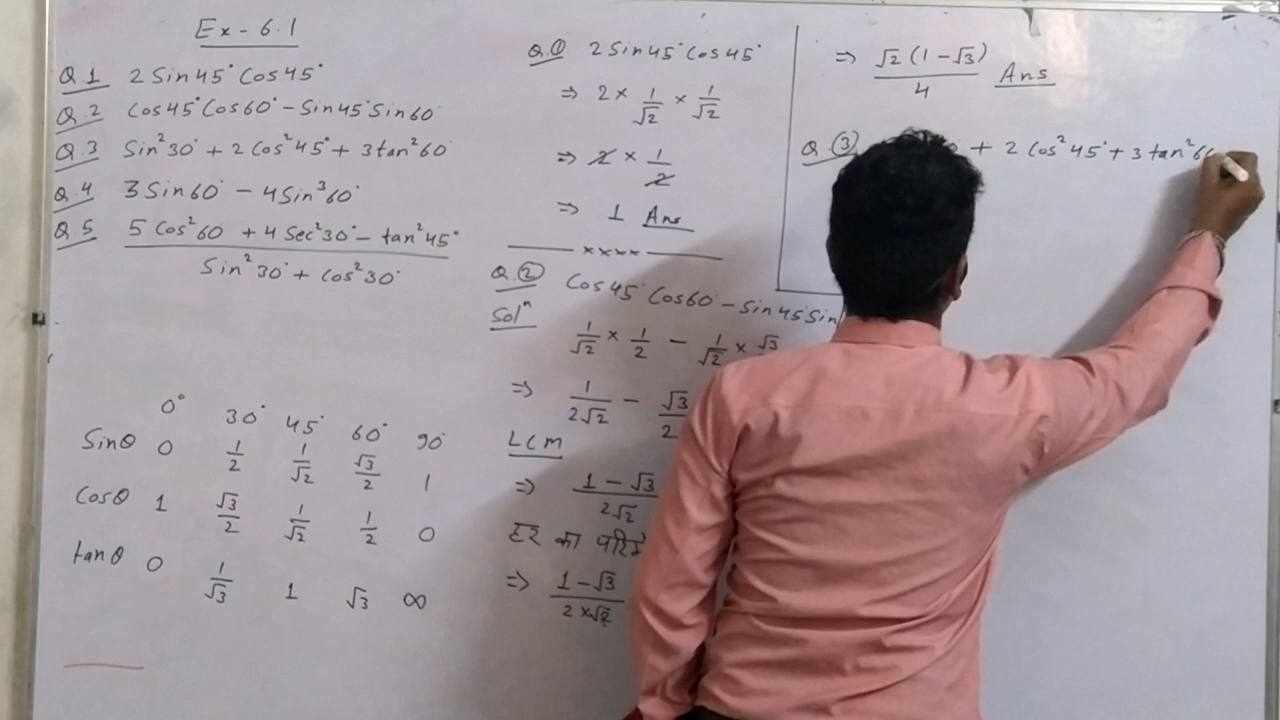 Ex - 6.1
Q.1 2 Sin45° Cos45°
Q.2 Cos45° Cos60° - Sin45° Sin60°
Q.3 Sin²30° + 2 Cos²45° + 3 tan²60°
Q.4 3 Sin60° - 4 Sin³60°
Q.5 5 Cos²60 + 4 Sec²30° - tan²45°
Sin²30° + Cos²30°
0° 30° 45° 60° 90°
Sinθ 0 1/2 1/√2 √3/2 1
Cosθ 1 √3/2 1/√2 1/2 0
tanθ 0 1/√3 1 √3 ∞
Q.① 2 Sin45° Cos45°
⇒ 2 × 1/√2 × 1/√2
⇒ 2 × 1/2
⇒ 1 Ans
××××
Q.② Cos45° Cos60° - Sin45° Sin
Solⁿ
1/√2 × 1/2 - 1/√2 × √3
⇒ 1/2√2 - √3/2
LCM
⇒ 1 - √3/2√2
हर का
⇒ 1 - √3/2 × √2
⇒ √2 (1 - √3)/4 Ans
Q.③ + 2 Cos²45° + 3 tan²6